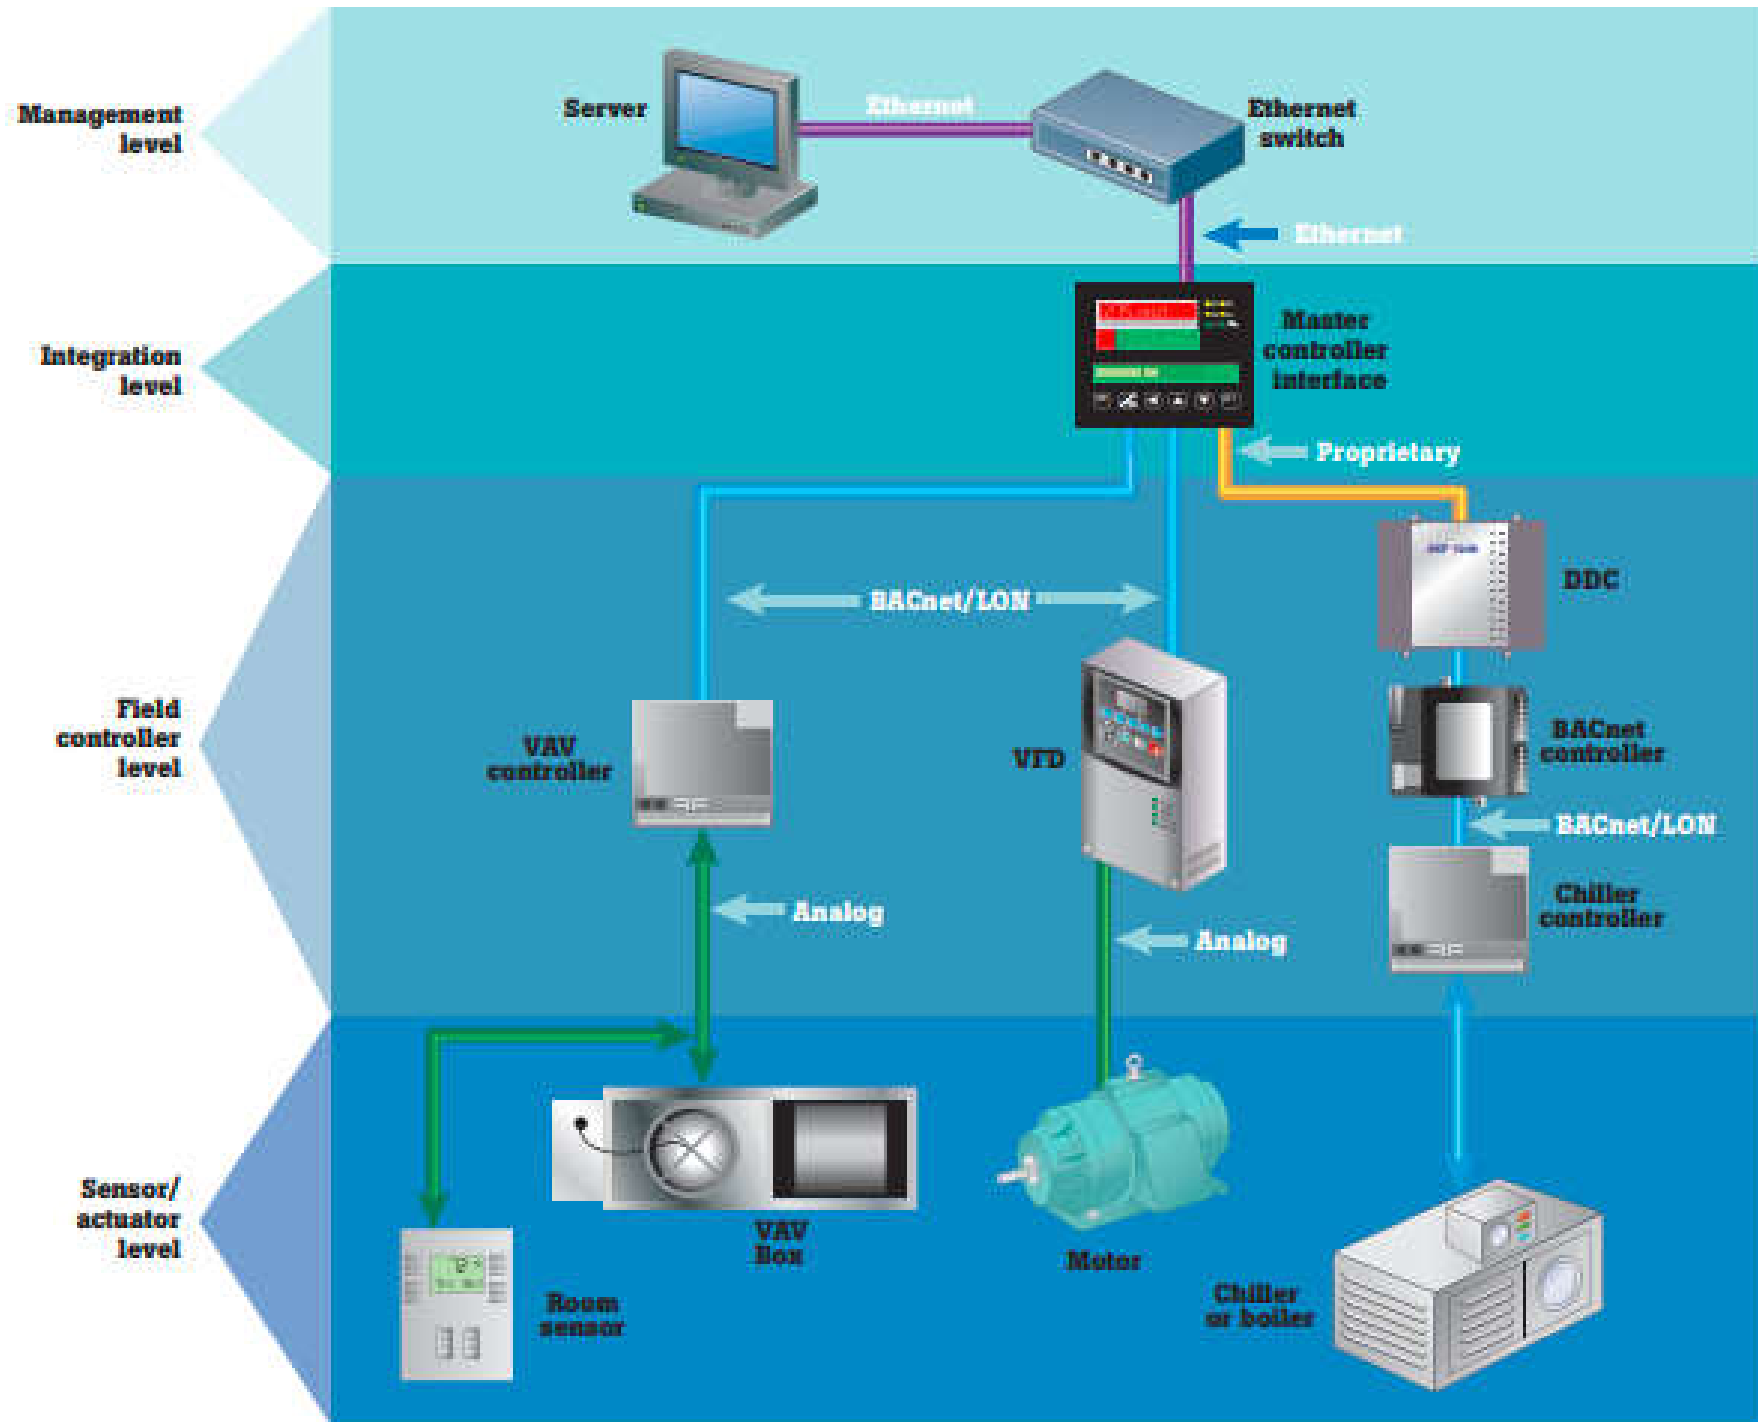 Management
level
Server
Ethernet
Ethernet
switch
Ethernet
Integration
level
Master
controller
interface
Proprietary
Field
controller
level
BACnet/LON
DDC
VAV
controller
VFD
BACnet
controller
BACnet/LON
Analog
Analog
Chiller
controller
Sensor/
actuator
level
VAV
Box
Motor
Room
sensor
Chiller
or boiler